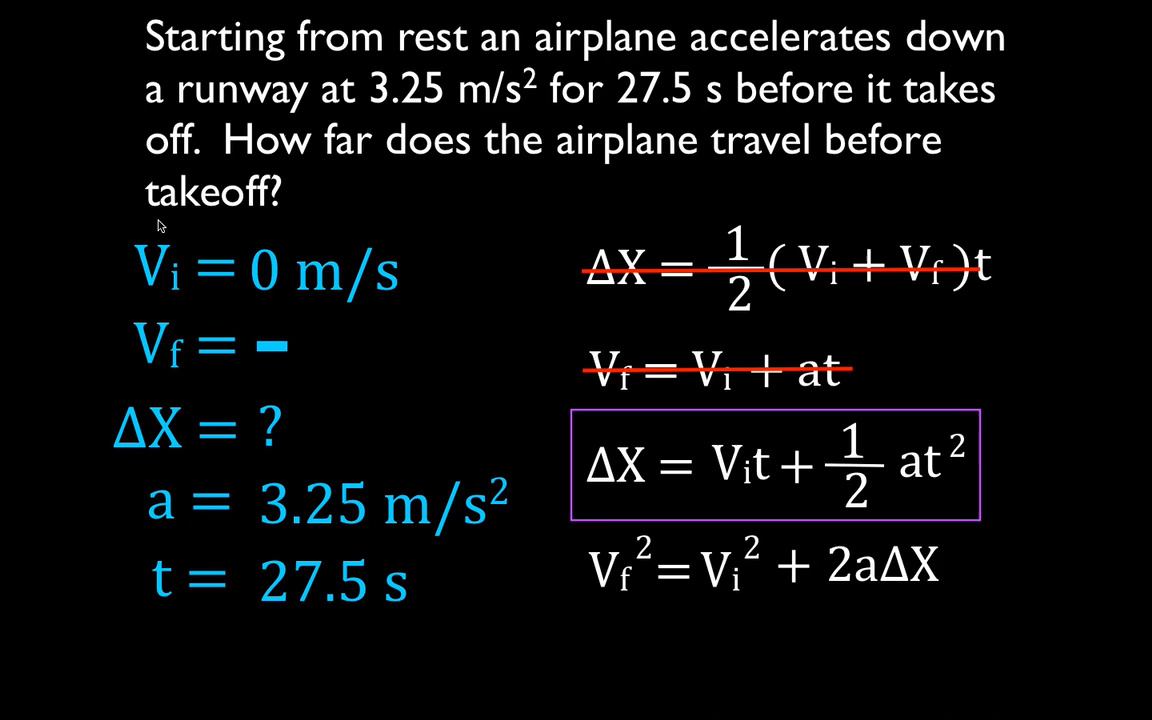 Starting from rest an airplane accelerates down
a runway at 3.25 m/s² for 27.5 s before it takes
off.  How far does the airplane travel before
takeoff?
Vᵢ = 0 m/s
V_f = -
ΔX = ?
a = 3.25 m/s²
t = 27.5 s
ΔX = 1/2 ( Vᵢ + V_f )t
V_f = Vᵢ + at
ΔX = Vᵢt + 1/2 at²
V_f² = Vᵢ² + 2aΔX